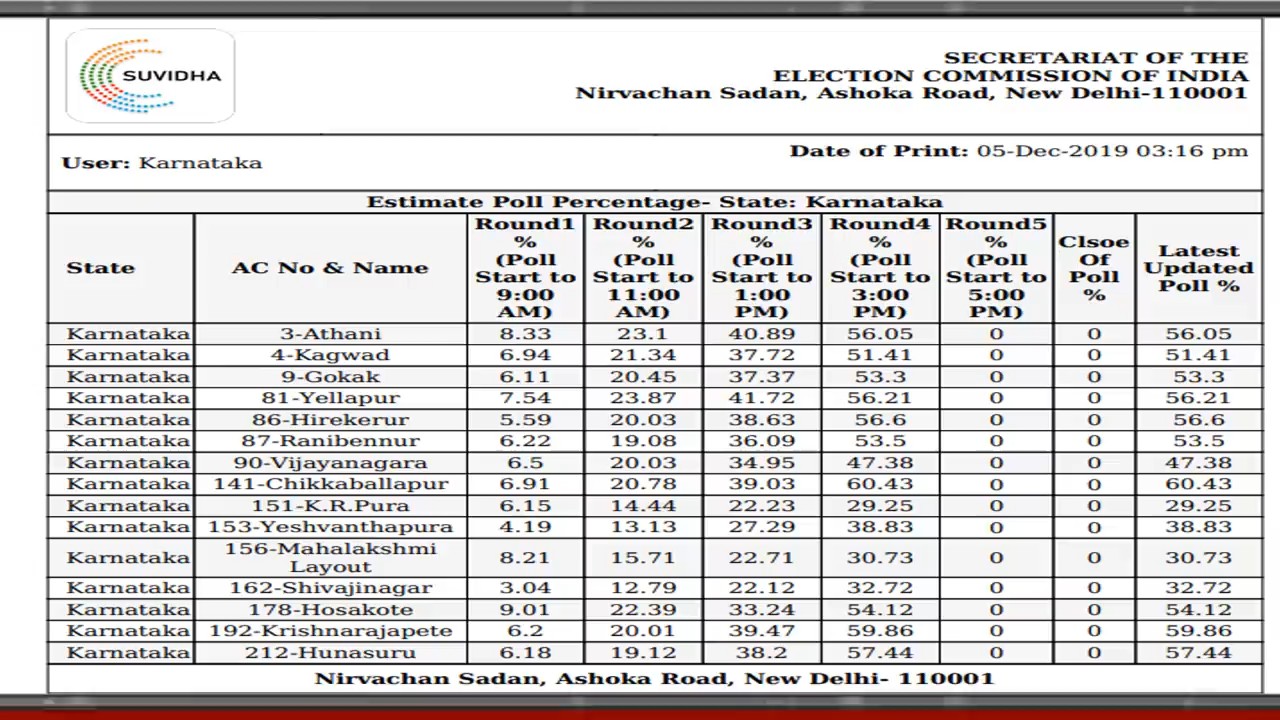 SUVIDHA
SECRETARIAT OF THE
ELECTION COMMISSION OF INDIA
Nirvachan Sadan, Ashoka Road, New Delhi-110001
User: Karnataka
Date of Print: 05-Dec-2019 03:16 pm
Estimate Poll Percentage- State: Karnataka
State AC No & Name Round1 % (Poll Start to 9:00 AM) Round2 % (Poll Start to 11:00 AM) Round3 % (Poll Start to 1:00 PM) Round4 % (Poll Start to 3:00 PM) Round5 % (Poll Start to 5:00 PM) Clsoe Of Poll % Latest Updated Poll %
Karnataka 3-Athani 8.33 23.1 40.89 56.05 0 0 56.05
Karnataka 4-Kagwad 6.94 21.34 37.72 51.41 0 0 51.41
Karnataka 9-Gokak 6.11 20.45 37.37 53.3 0 0 53.3
Karnataka 81-Yellapur 7.54 23.87 41.72 56.21 0 0 56.21
Karnataka 86-Hirekerur 5.59 20.03 38.63 56.6 0 0 56.6
Karnataka 87-Ranibennur 6.22 19.08 36.09 53.5 0 0 53.5
Karnataka 90-Vijayanagara 6.5 20.03 34.95 47.38 0 0 47.38
Karnataka 141-Chikkaballapur 6.91 20.78 39.03 60.43 0 0 60.43
Karnataka 151-K.R.Pura 6.15 14.44 22.23 29.25 0 0 29.25
Karnataka 153-Yeshvanthapura 4.19 13.13 27.29 38.83 0 0 38.83
Karnataka 156-Mahalakshmi Layout 8.21 15.71 22.71 30.73 0 0 30.73
Karnataka 162-Shivajinagar 3.04 12.79 22.12 32.72 0 0 32.72
Karnataka 178-Hosakote 9.01 22.39 33.24 54.12 0 0 54.12
Karnataka 192-Krishnarajapete 6.2 20.01 39.47 59.86 0 0 59.86
Karnataka 212-Hunasuru 6.18 19.12 38.2 57.44 0 0 57.44
Nirvachan Sadan, Ashoka Road, New Delhi- 110001